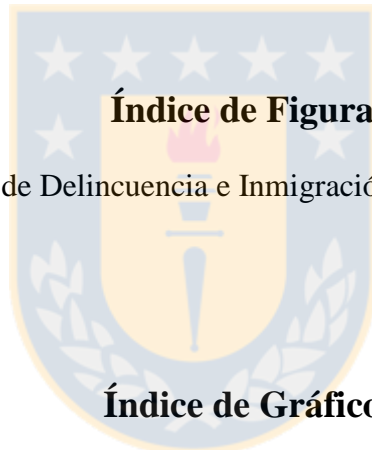 Índice de Figura
de Delincuencia e Inmigració
Índice de Gráfico